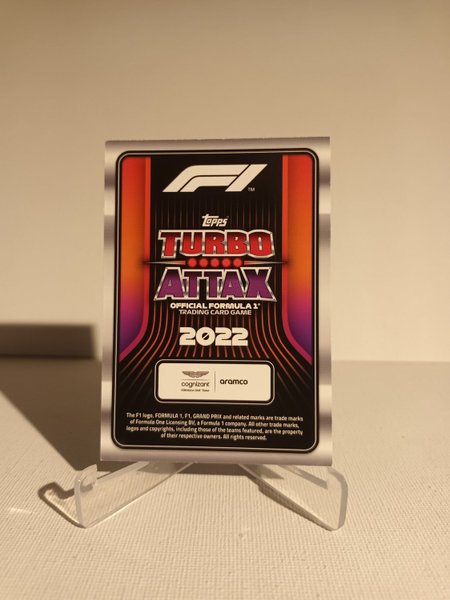 F1™
Topps
TURBO
ATTAX
OFFICIAL FORMULA 1®
TRADING CARD GAME
2022
cognizant
aramco
The F1 logo, FORMULA 1, F1, GRAND PRIX and related marks are trade marks
of Formula One Licensing BV, a Formula 1 company. All other trade marks,
logos and copyrights, including those of the teams featured, are the property
of their respective owners. All rights reserved.